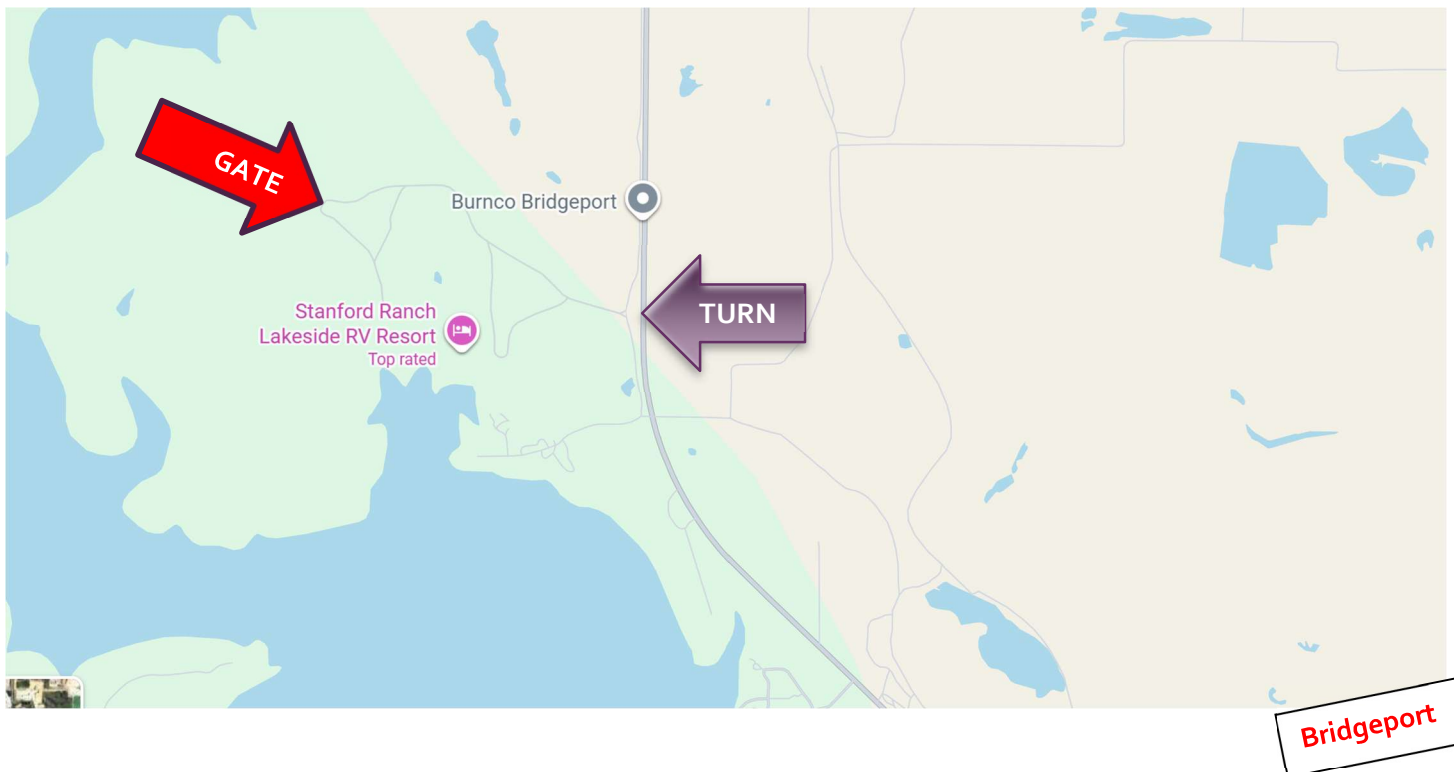 GATE
Burnco Bridgeport
TURN
Stanford Ranch
Lakeside RV Resort
Top rated
Bridgeport